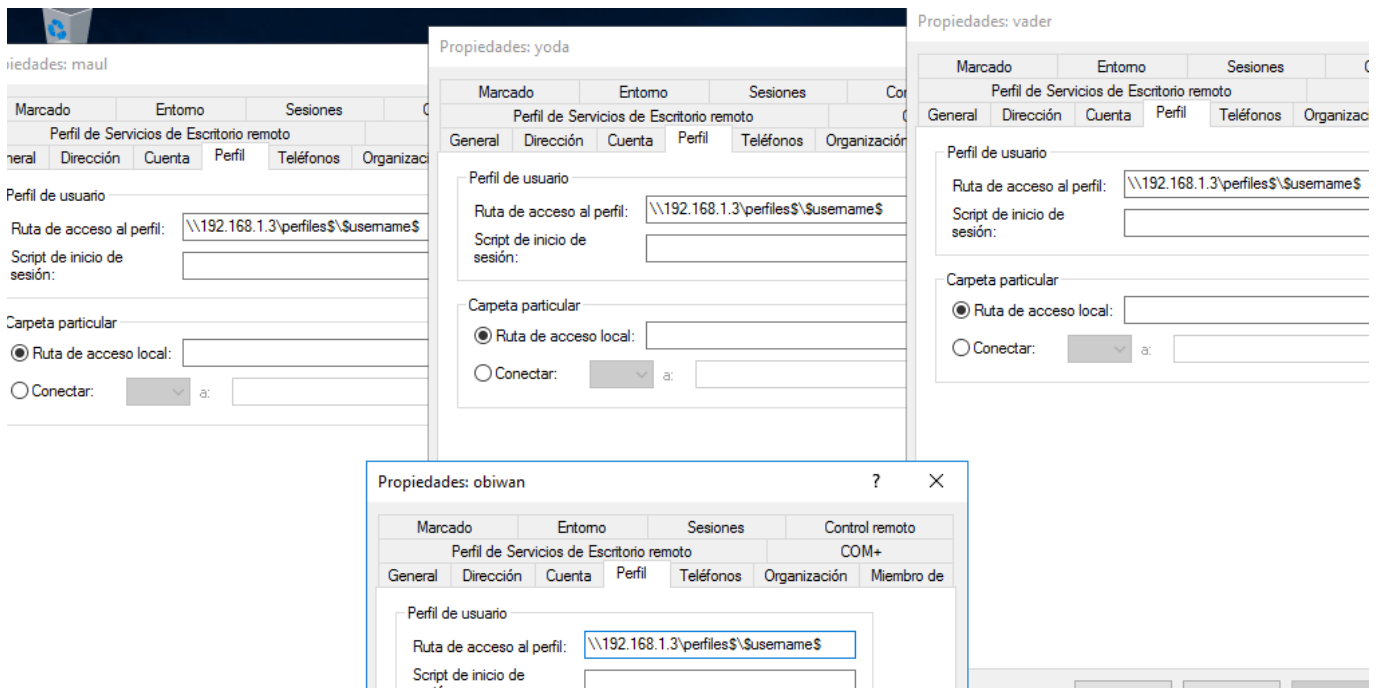 piedades: maul
Marcado Entorno Sesiones C
Perfil de Servicios de Escritorio remoto
neral Dirección Cuenta Perfil Teléfonos Organizaci
Perfil de usuario
Ruta de acceso al perfil: \\192.168.1.3\perfiles$\$username$
Script de inicio de
sesión:
Carpeta particular
Ruta de acceso local:
Conectar: a:
Propiedades: yoda
Marcado Entorno Sesiones Con
Perfil de Servicios de Escritorio remoto C
General Dirección Cuenta Perfil Teléfonos Organización
Perfil de usuario
Ruta de acceso al perfil: \\192.168.1.3\perfiles$\$username$
Script de inicio de
sesión:
Carpeta particular
Ruta de acceso local:
Conectar: a:
Propiedades: vader
Marcado Entorno Sesiones C
Perfil de Servicios de Escritorio remoto
General Dirección Cuenta Perfil Teléfonos Organizaci
Perfil de usuario
Ruta de acceso al perfil: \\192.168.1.3\perfiles$\$username$
Script de inicio de
sesión:
Carpeta particular
Ruta de acceso local:
Conectar: a:
Propiedades: obiwan ?
Marcado Entorno Sesiones Control remoto
Perfil de Servicios de Escritorio remoto COM+
General Dirección Cuenta Perfil Teléfonos Organización Miembro de
Perfil de usuario
Ruta de acceso al perfil: \\192.168.1.3\perfiles$\$username$
Script de inicio de